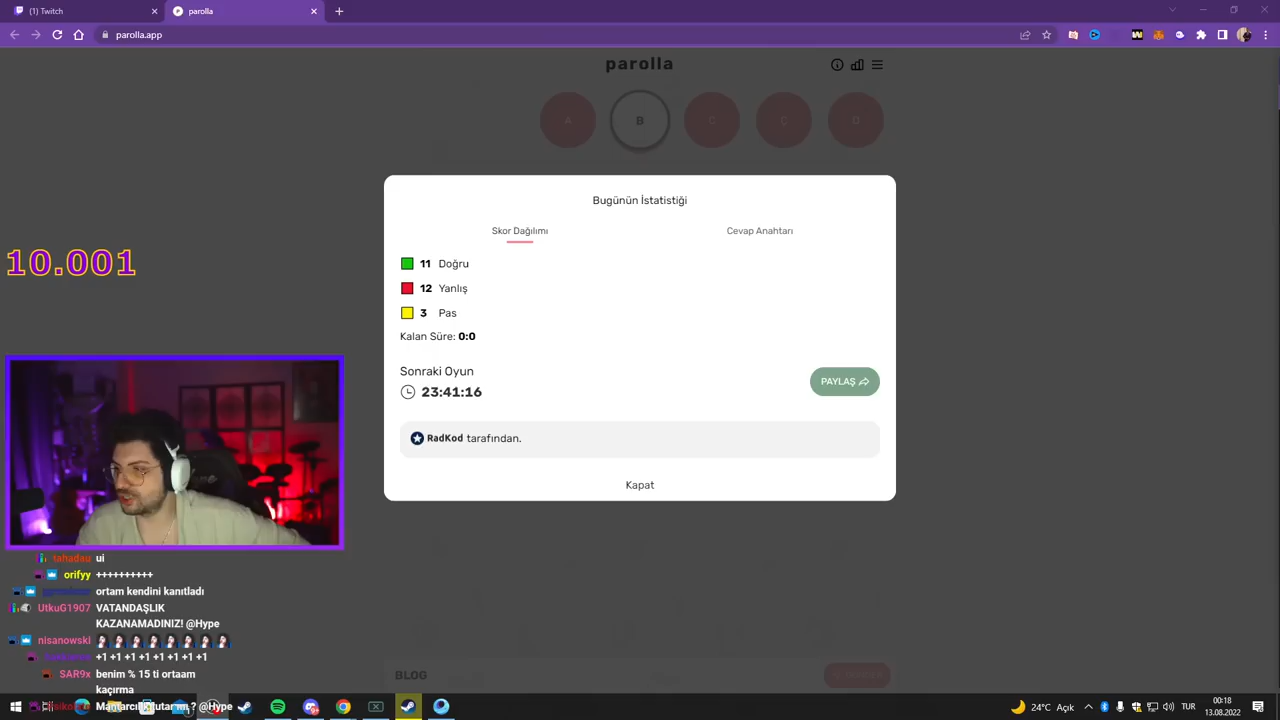 (1) Twitch
parolla
parolla.app
parolla
A B C Ç D
Bugünün İstatistiği
Skor Dağılımı
Cevap Anahtarı
11 Doğru
12 Yanlış
3 Pas
Kalan Süre: 0:0
Sonraki Oyun
23:41:16
PAYLAŞ
RadKod tarafından.
Kapat
BLOG
10.001
tahadau ui
orifyy ++++++++++
ortam kendini kanıtladı
UtkuG1907 VATANDAŞLIK
KAZANAMADINIZ! @Hype
nisanowski
+1 +1 +1 +1 +1 +1 +1 +1
SAR9x benim % 15 ti ortaam
kaçırma
@Hype
24°C Açık
TUR
00:18
13.08.2022